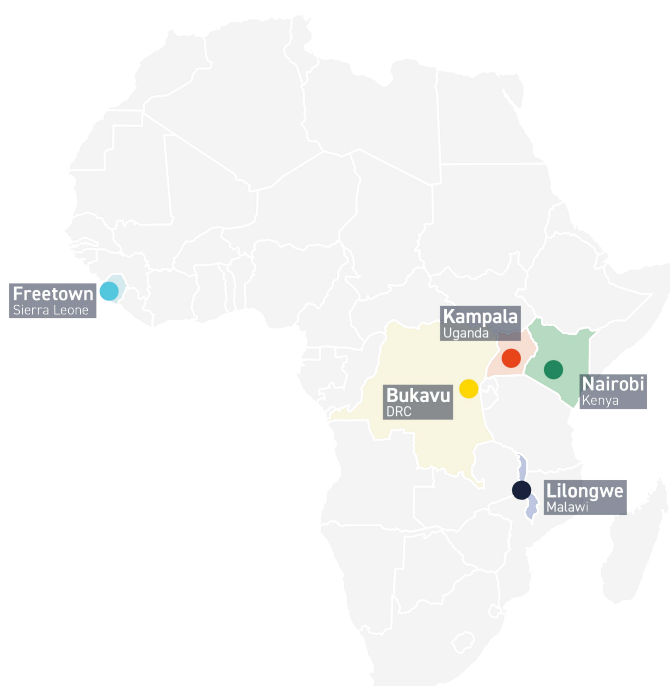 Freetown
Sierra Leone
Kampala
Uganda
Nairobi
Kenya
Bukavu
DRC
Lilongwe
Malawi